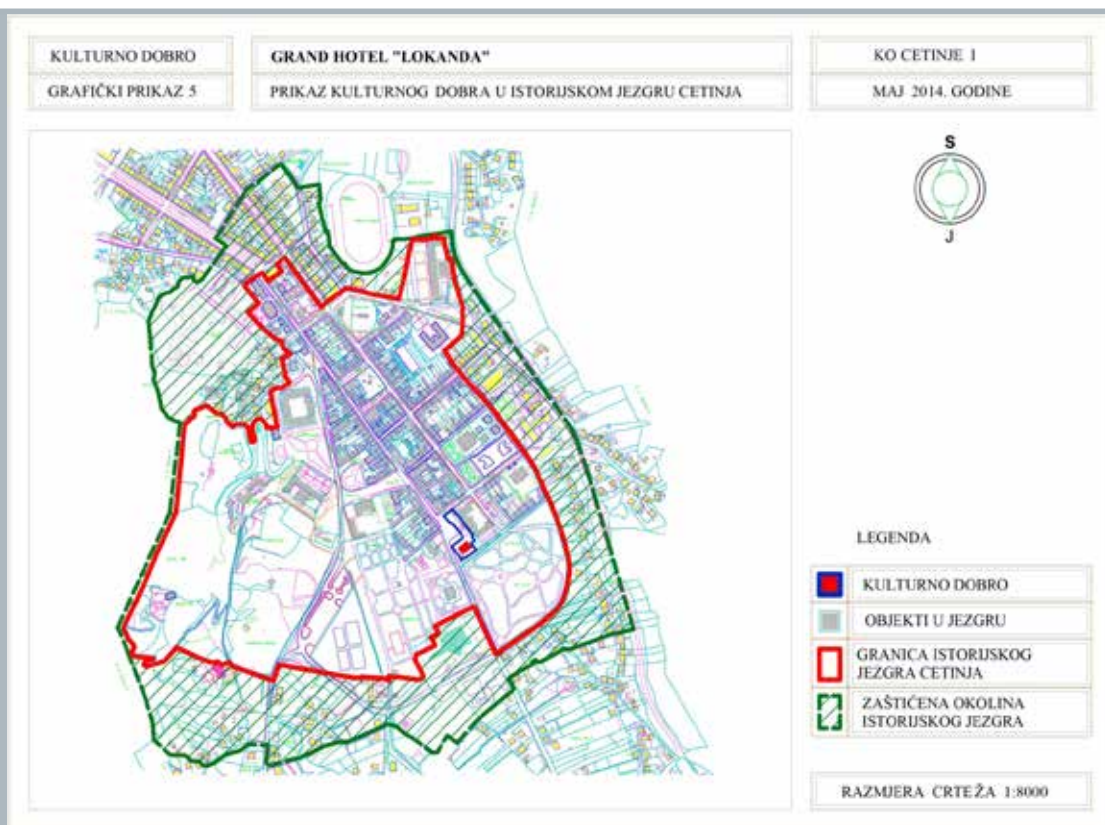 KULTURNO DOBRO
GRAFIČKI PRIKAZ 5
GRAND HOTEL "LOKANDA"
PRIKAZ KULTURNOG DOBRA U ISTORIJSKOM JEZGRU CETINJA
KO CETINJE 1
MAJ 2014. GODINE
S
J
LEGENDA
KULTURNO DOBRO
OBJEKTI U JEZGRU
GRANICA ISTORIJSKOG
JEZGRA CETINJA
ZAŠTIĆENA OKOLINA
ISTORIJSKOG JEZGRA
RAZMJERA CRTEŽA 1:8000